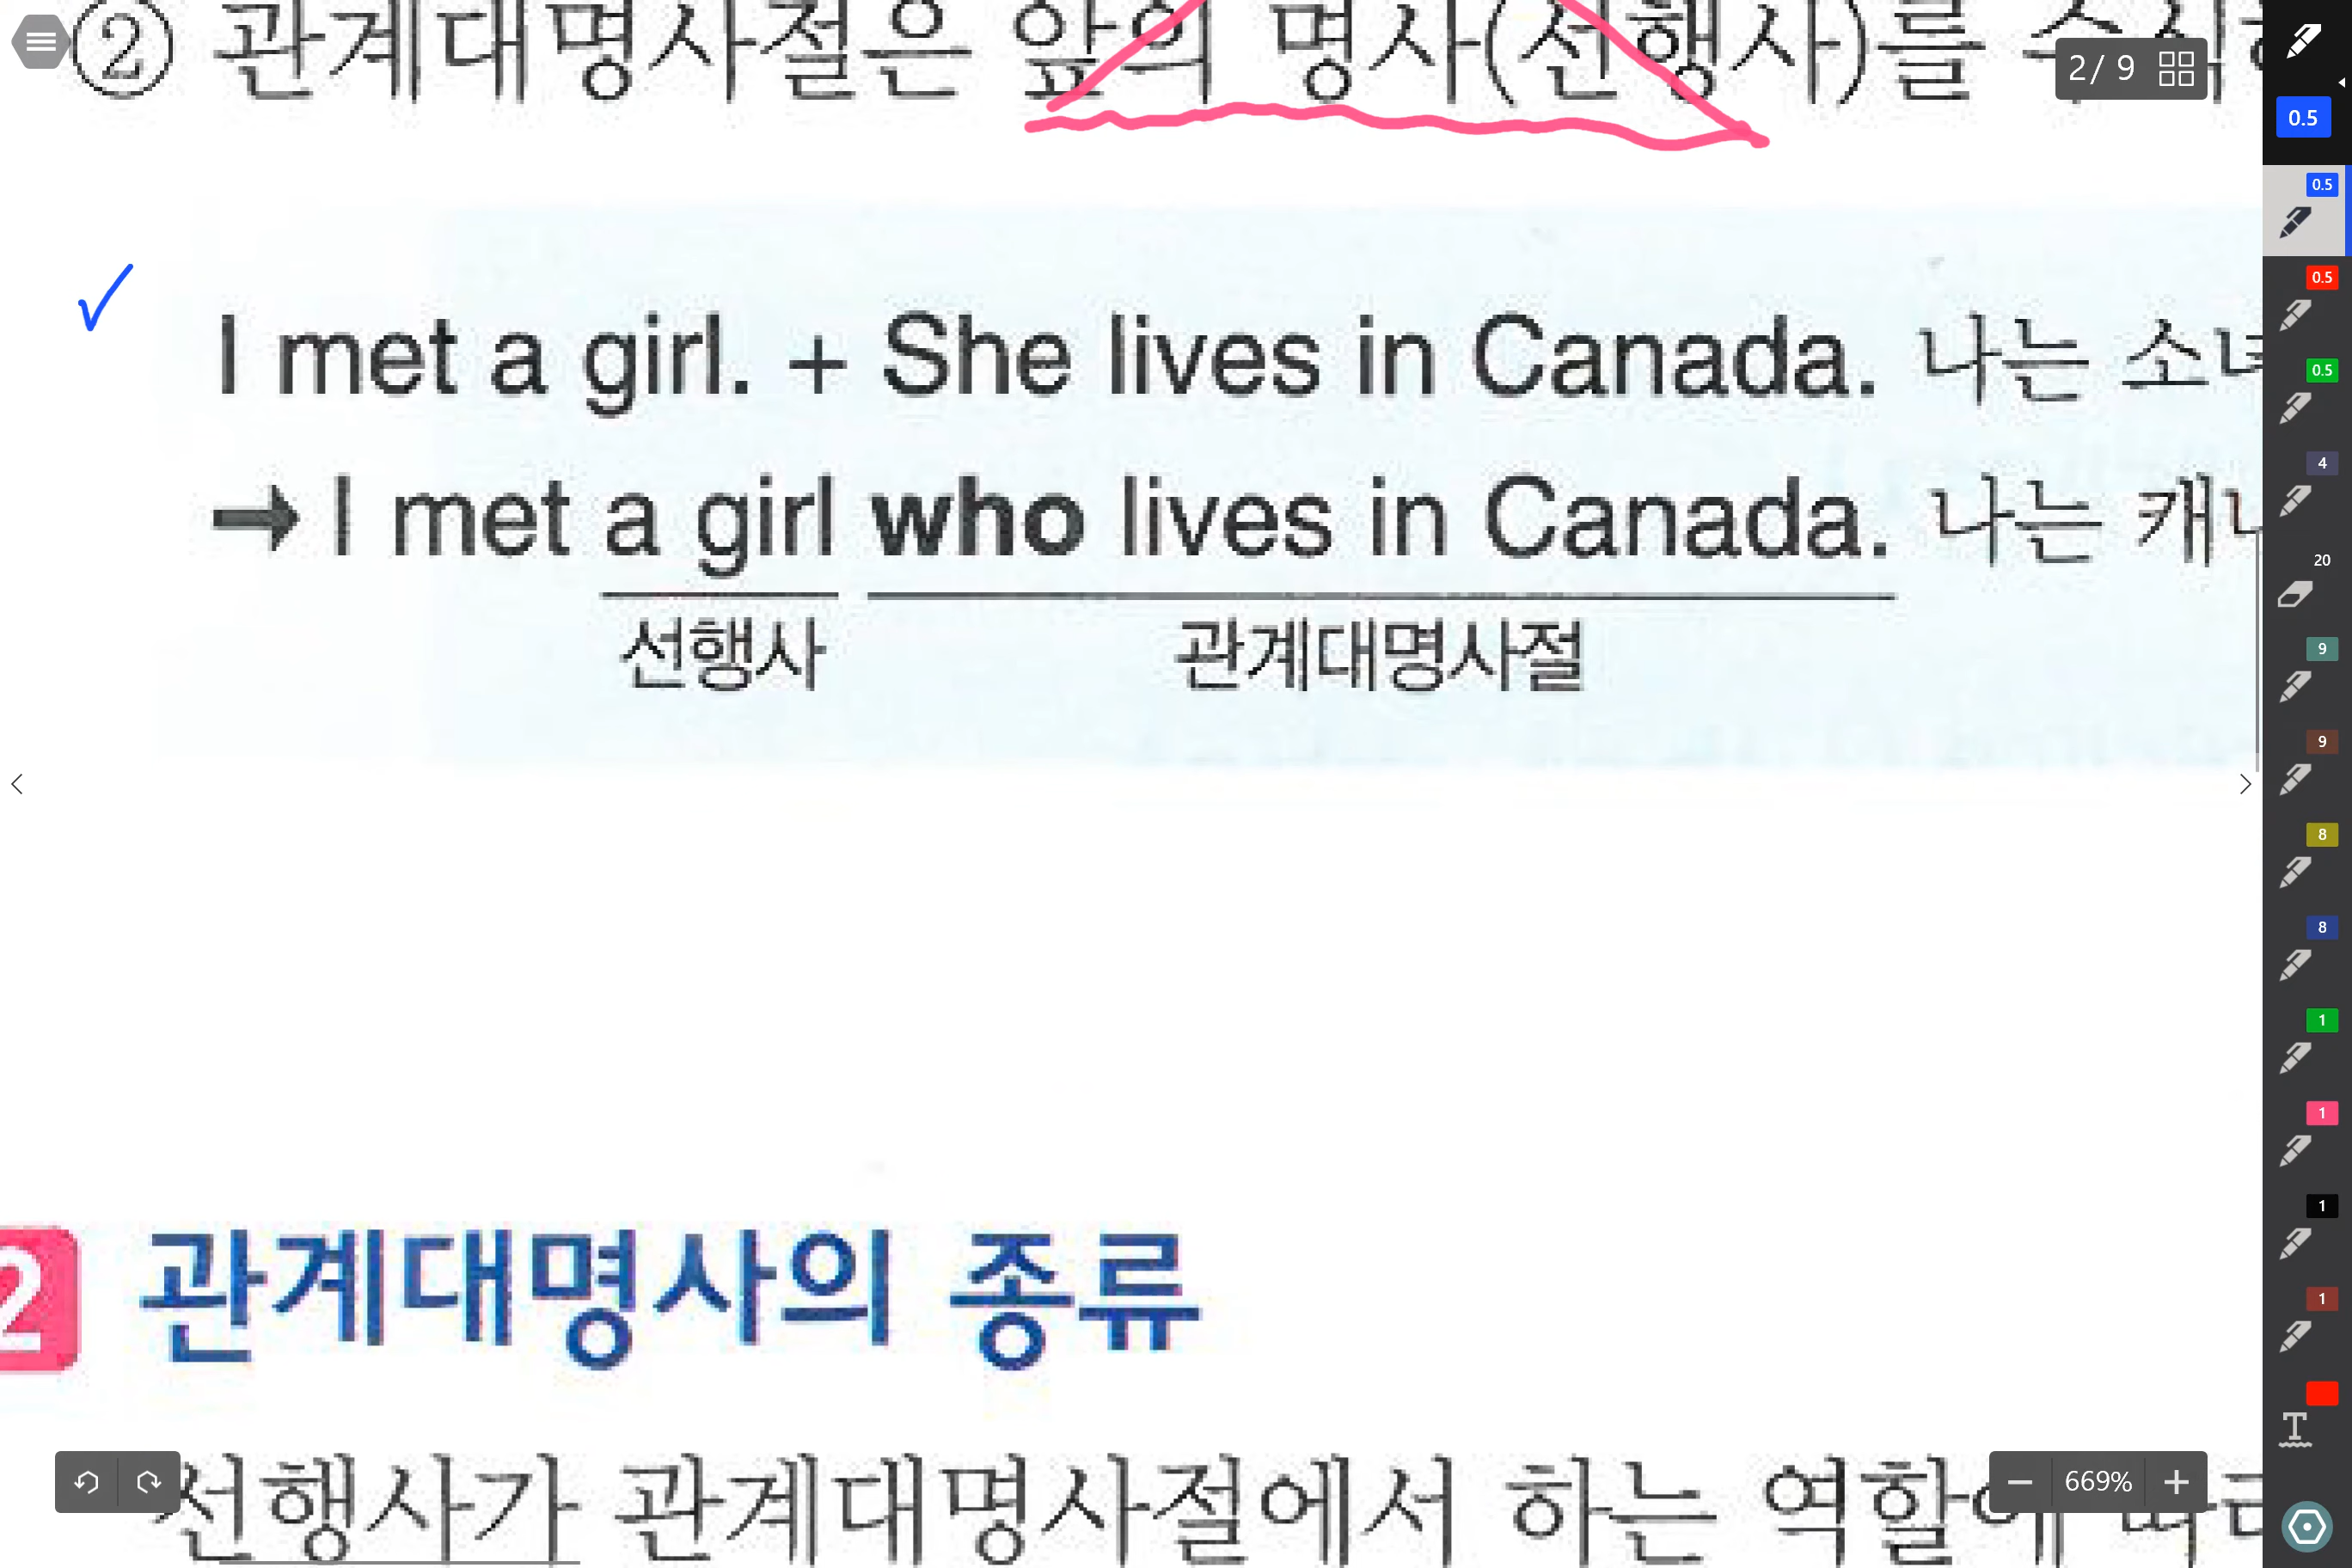 ② 관계대명사절은 앞의 명사(선행사)를
2/ 9
I met a girl. + She lives in Canada. 나는 소녀
➡ I met a girl who lives in Canada. 나는 캐나
선행사 관계대명사절
2 관계대명사의 종류
선행사가 관계대명사절에서 하는 역할에 따라
669%
0.5
0.5
0.5
0.5
4
20
9
9
8
8
1
1
1
1
T